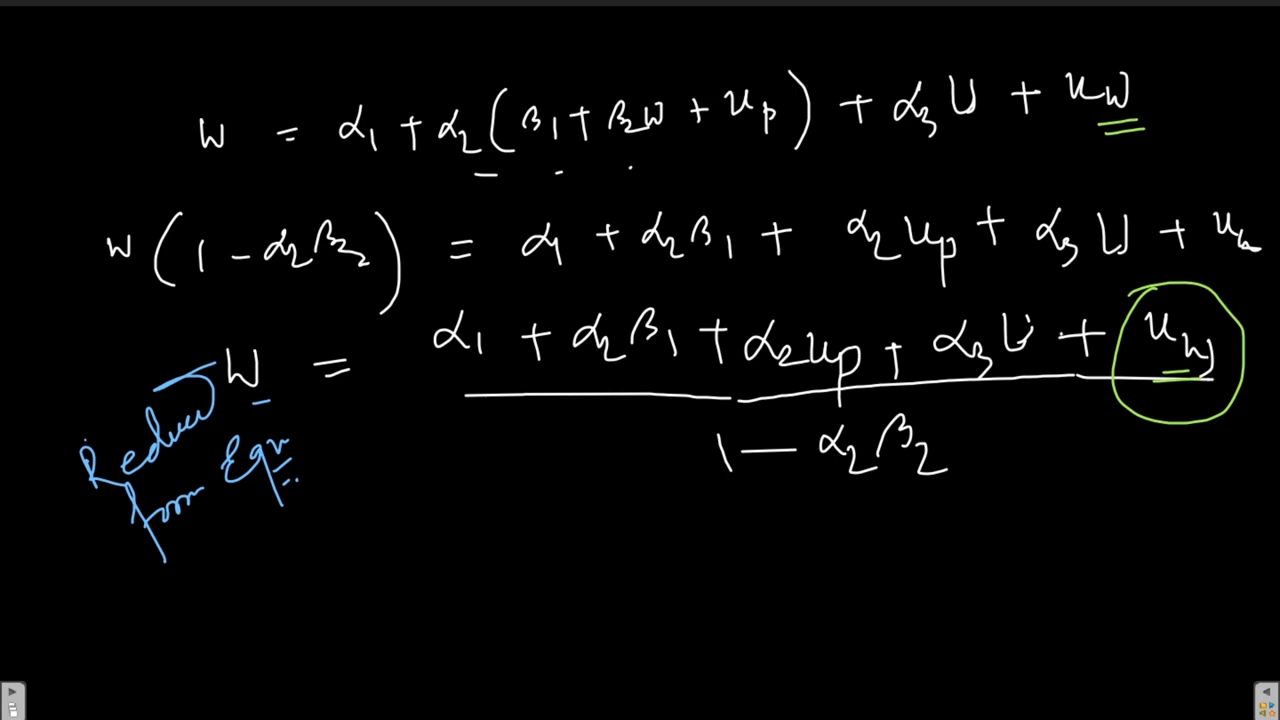 W = α₁ + α₂(β₁ + β₂W + u_p) + α₃U + u_W
W(1 - α₂β₂) = α₁ + α₂β₁ + α₂u_p + α₃U + u_W
W = (α₁ + α₂β₁ + α₂u_p + α₃U + u_W) / (1 - α₂β₂)
Reduced
form Eqn